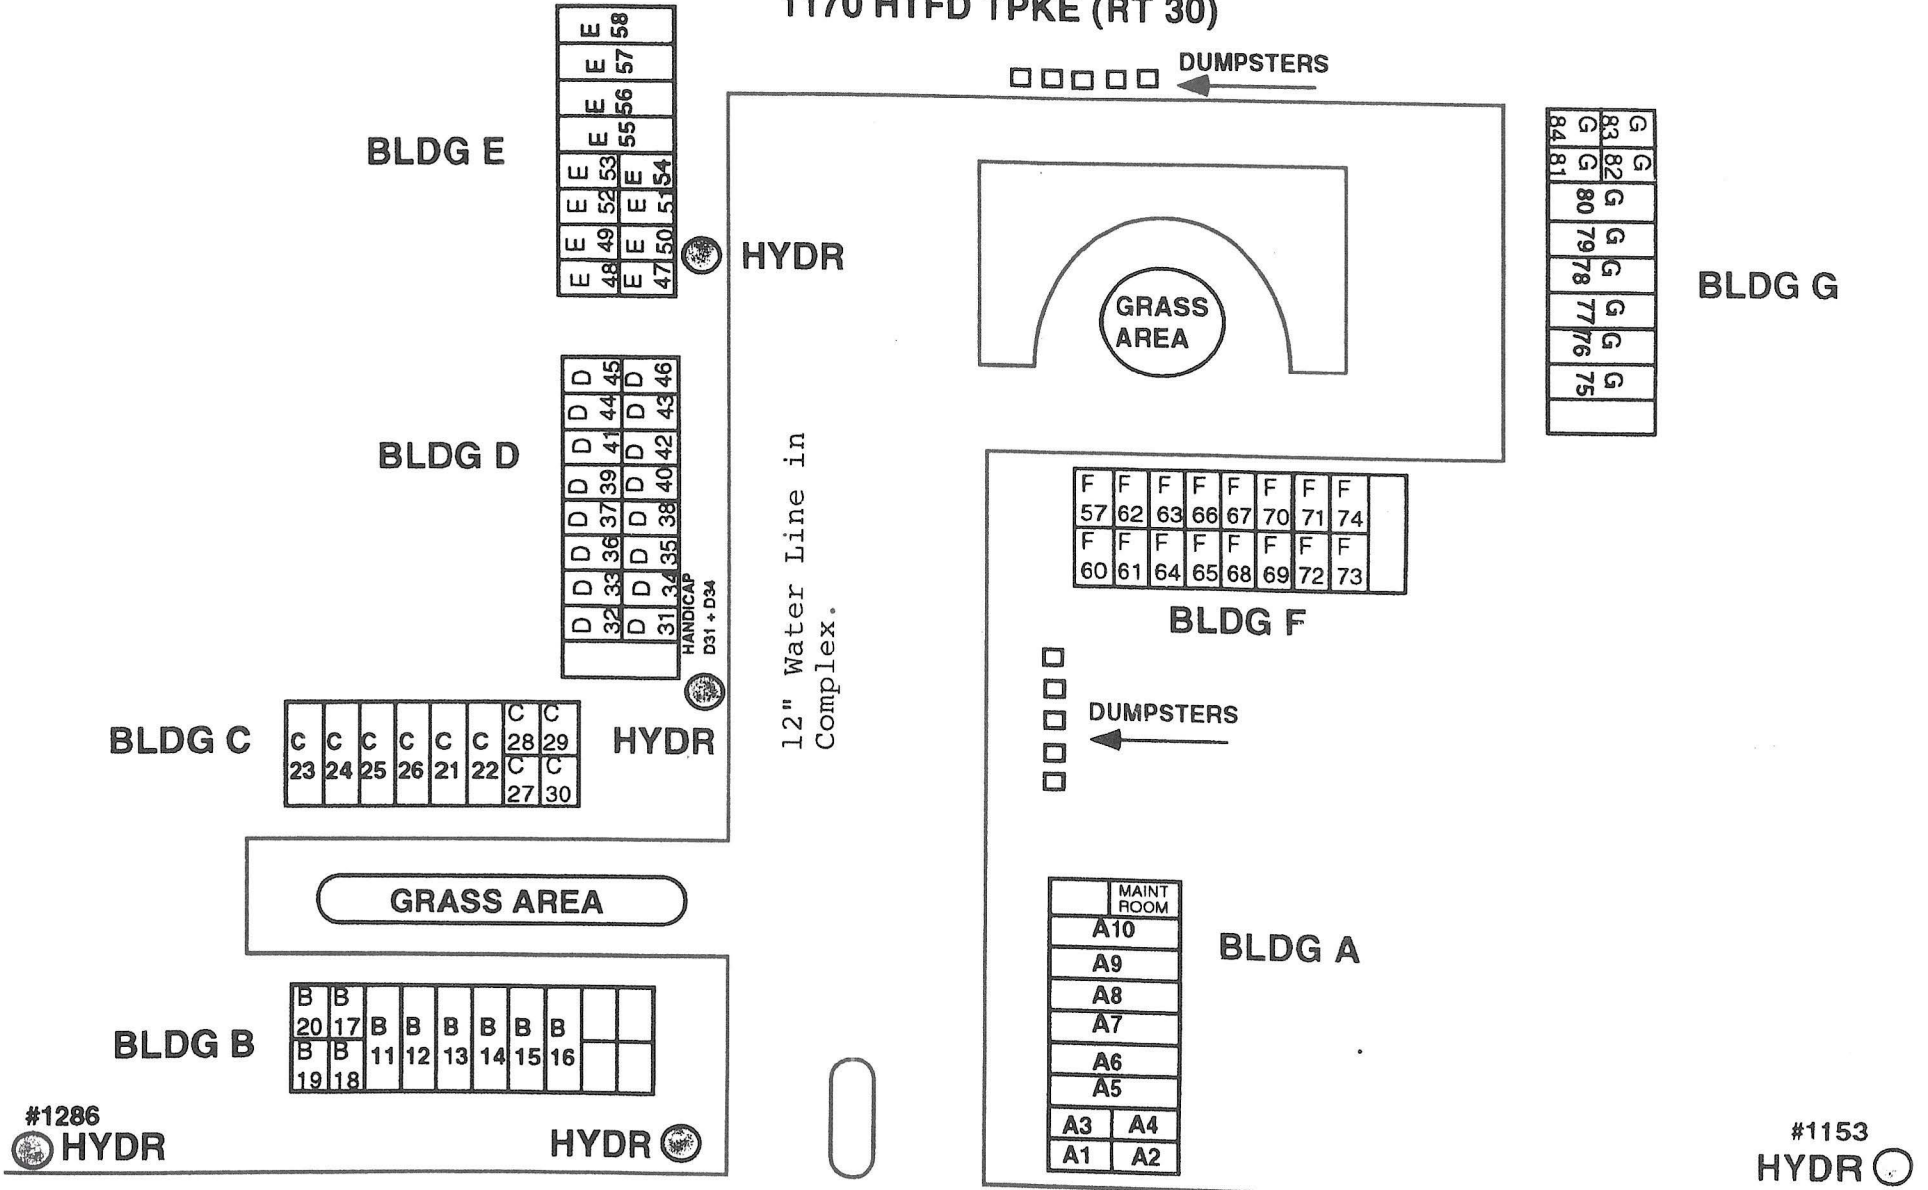 1170 HTFD TPKE (RT 30)
DUMPSTERS
BLDG E
E 58
E 57
E 56
E 55
E 53 E 54
E 52 E 51
E 49 E 50
E 48 E 47
HYDR
GRASS
AREA
G 84 G 83
G 81 G 82
G 80
G 79
G 78
G 77
G 76
G 75
BLDG G
BLDG D
D 45 D 46
D 44 D 43
D 41 D 42
D 39 D 40
D 37 D 38
D 36 D 35
D 33 D 34
D 32 D 31
HANDICAP
D31 + D34
12" Water Line in
Complex.
F F F F F F F F
57 62 63 66 67 70 71 74
F F F F F F F F
60 61 64 65 68 69 72 73
BLDG F
DUMPSTERS
BLDG C
C C C C C C C 28 C 29
23 24 25 26 21 22 C 27 C 30
HYDR
GRASS AREA
MAINT
ROOM
A10
A9
A8
A7
A6
A5
A3 A4
A1 A2
BLDG A
BLDG B
B 20 B 17 B B B B B B
B 19 B 18 11 12 13 14 15 16
#1286
HYDR
HYDR
#1153
HYDR